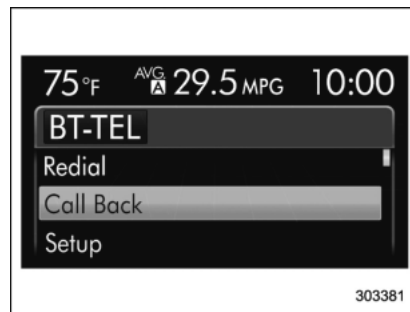 75°F AVG A 29.5 MPG 10:00
BT-TEL
Redial
Call Back
Setup
303381